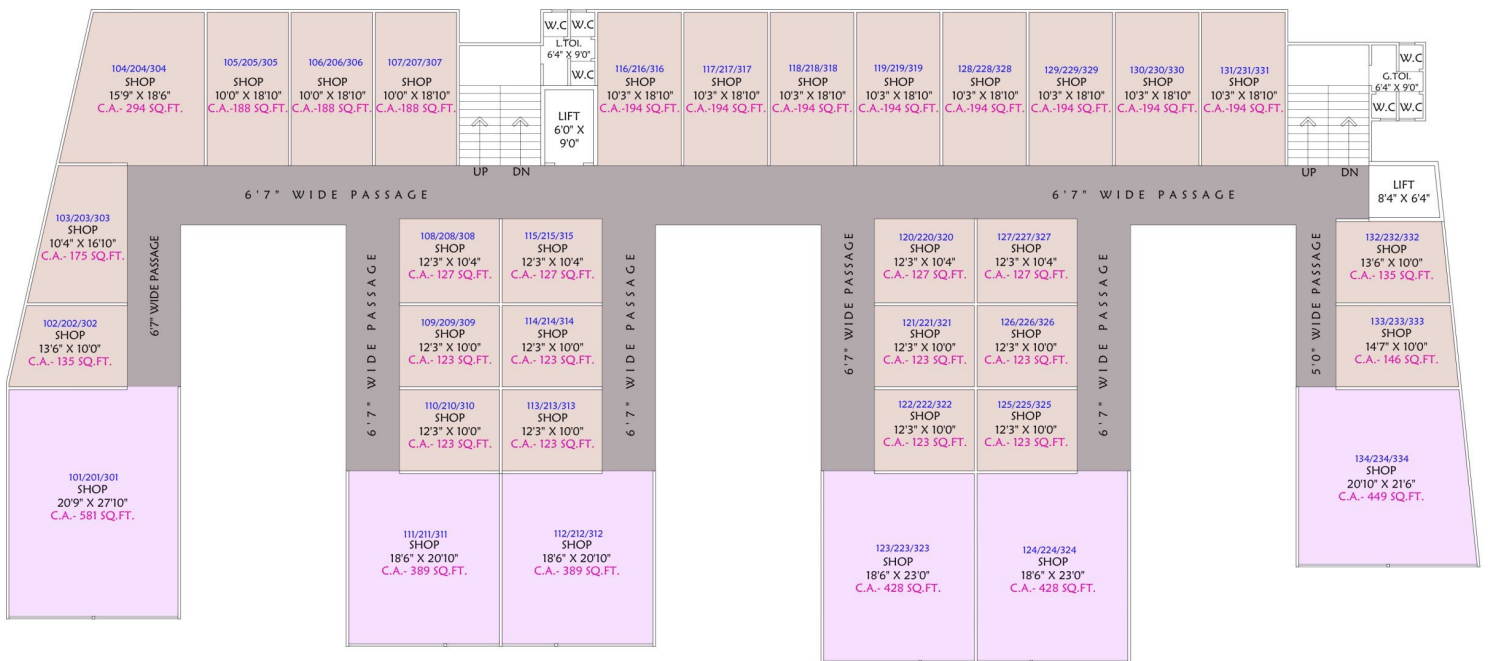 104/204/304
SHOP
15'9" X 18'6"
C.A.- 294 SQ.FT.
105/205/305
SHOP
10'0" X 18'10"
C.A.-188 SQ.FT.
106/206/306
SHOP
10'0" X 18'10"
C.A.-188 SQ.FT.
107/207/307
SHOP
10'0" X 18'10"
C.A.-188 SQ.FT.
UP
DN
W.C
W.C
L.TOI.
6'4" X 9'0"
W.C
LIFT
6'0" X
9'0"
116/216/316
SHOP
10'3" X 18'10"
C.A.-194 SQ.FT.
117/217/317
SHOP
10'3" X 18'10"
C.A.-194 SQ.FT.
118/218/318
SHOP
10'3" X 18'10"
C.A.-194 SQ.FT.
119/219/319
SHOP
10'3" X 18'10"
C.A.-194 SQ.FT.
128/228/328
SHOP
10'3" X 18'10"
C.A.-194 SQ.FT.
129/229/329
SHOP
10'3" X 18'10"
C.A.-194 SQ.FT.
130/230/330
SHOP
10'3" X 18'10"
C.A.-194 SQ.FT.
131/231/331
SHOP
10'3" X 18'10"
C.A.-194 SQ.FT.
UP
DN
W.C
G.TOI.
6'4" X 9'0"
W.C
W.C
LIFT
8'4" X 6'4"
6'7" WIDE PASSAGE
6'7" WIDE PASSAGE
103/203/303
SHOP
10'4" X 16'10"
C.A.- 175 SQ.FT.
6'7" WIDE PASSAGE
102/202/302
SHOP
13'6" X 10'0"
C.A.- 135 SQ.FT.
101/201/301
SHOP
20'9" X 27'10"
C.A.- 581 SQ.FT.
6'7" WIDE PASSAGE
108/208/308
SHOP
12'3" X 10'4"
C.A.- 127 SQ.FT.
115/215/315
SHOP
12'3" X 10'4"
C.A.- 127 SQ.FT.
109/209/309
SHOP
12'3" X 10'0"
C.A.- 123 SQ.FT.
114/214/314
SHOP
12'3" X 10'0"
C.A.- 123 SQ.FT.
110/210/310
SHOP
12'3" X 10'0"
C.A.- 123 SQ.FT.
113/213/313
SHOP
12'3" X 10'0"
C.A.- 123 SQ.FT.
6'7" WIDE PASSAGE
111/211/311
SHOP
18'6" X 20'10"
C.A.- 389 SQ.FT.
112/212/312
SHOP
18'6" X 20'10"
C.A.- 389 SQ.FT.
6'7" WIDE PASSAGE
120/220/320
SHOP
12'3" X 10'4"
C.A.- 127 SQ.FT.
127/227/327
SHOP
12'3" X 10'4"
C.A.- 127 SQ.FT.
121/221/321
SHOP
12'3" X 10'0"
C.A.- 123 SQ.FT.
126/226/326
SHOP
12'3" X 10'0"
C.A.- 123 SQ.FT.
122/222/322
SHOP
12'3" X 10'0"
C.A.- 123 SQ.FT.
125/225/325
SHOP
12'3" X 10'0"
C.A.- 123 SQ.FT.
6'7" WIDE PASSAGE
123/223/323
SHOP
18'6" X 23'0"
C.A.- 428 SQ.FT.
124/224/324
SHOP
18'6" X 23'0"
C.A.- 428 SQ.FT.
5'0" WIDE PASSAGE
132/232/332
SHOP
13'6" X 10'0"
C.A.- 135 SQ.FT.
133/233/333
SHOP
14'7" X 10'0"
C.A.- 146 SQ.FT.
134/234/334
SHOP
20'10" X 21'6"
C.A.- 449 SQ.FT.